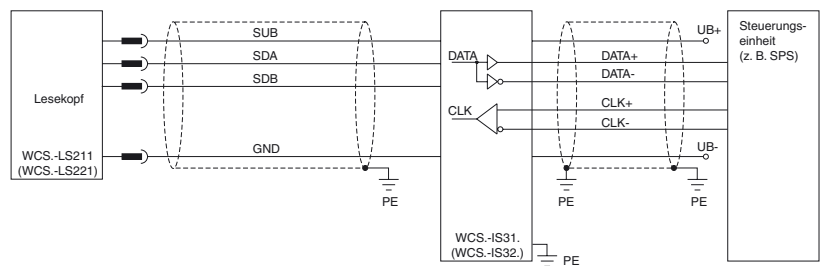 Lesekopf
WCS.-LS211
(WCS.-LS221)
SUB
SDA
SDB
GND
PE
DATA
CLK
WCS.-IS31.
(WCS.-IS32.)
PE
DATA+
DATA-
CLK+
CLK-
UB+
UB-
PE
PE
Steuerungs-
einheit
(z. B. SPS)